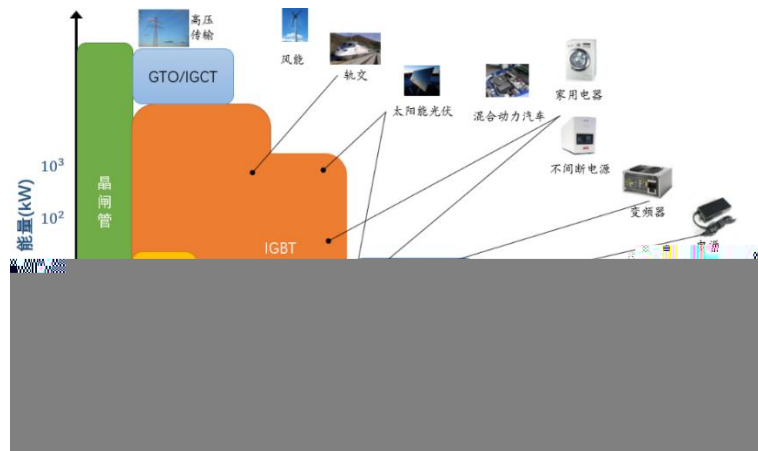 高压
传输
GTO/IGCT
风能
轨交
太阳能光伏
混合动力汽车
家用电器
不间断电源
变频器
电源
能量(kW)
10³
10²
晶闸管
IGBT